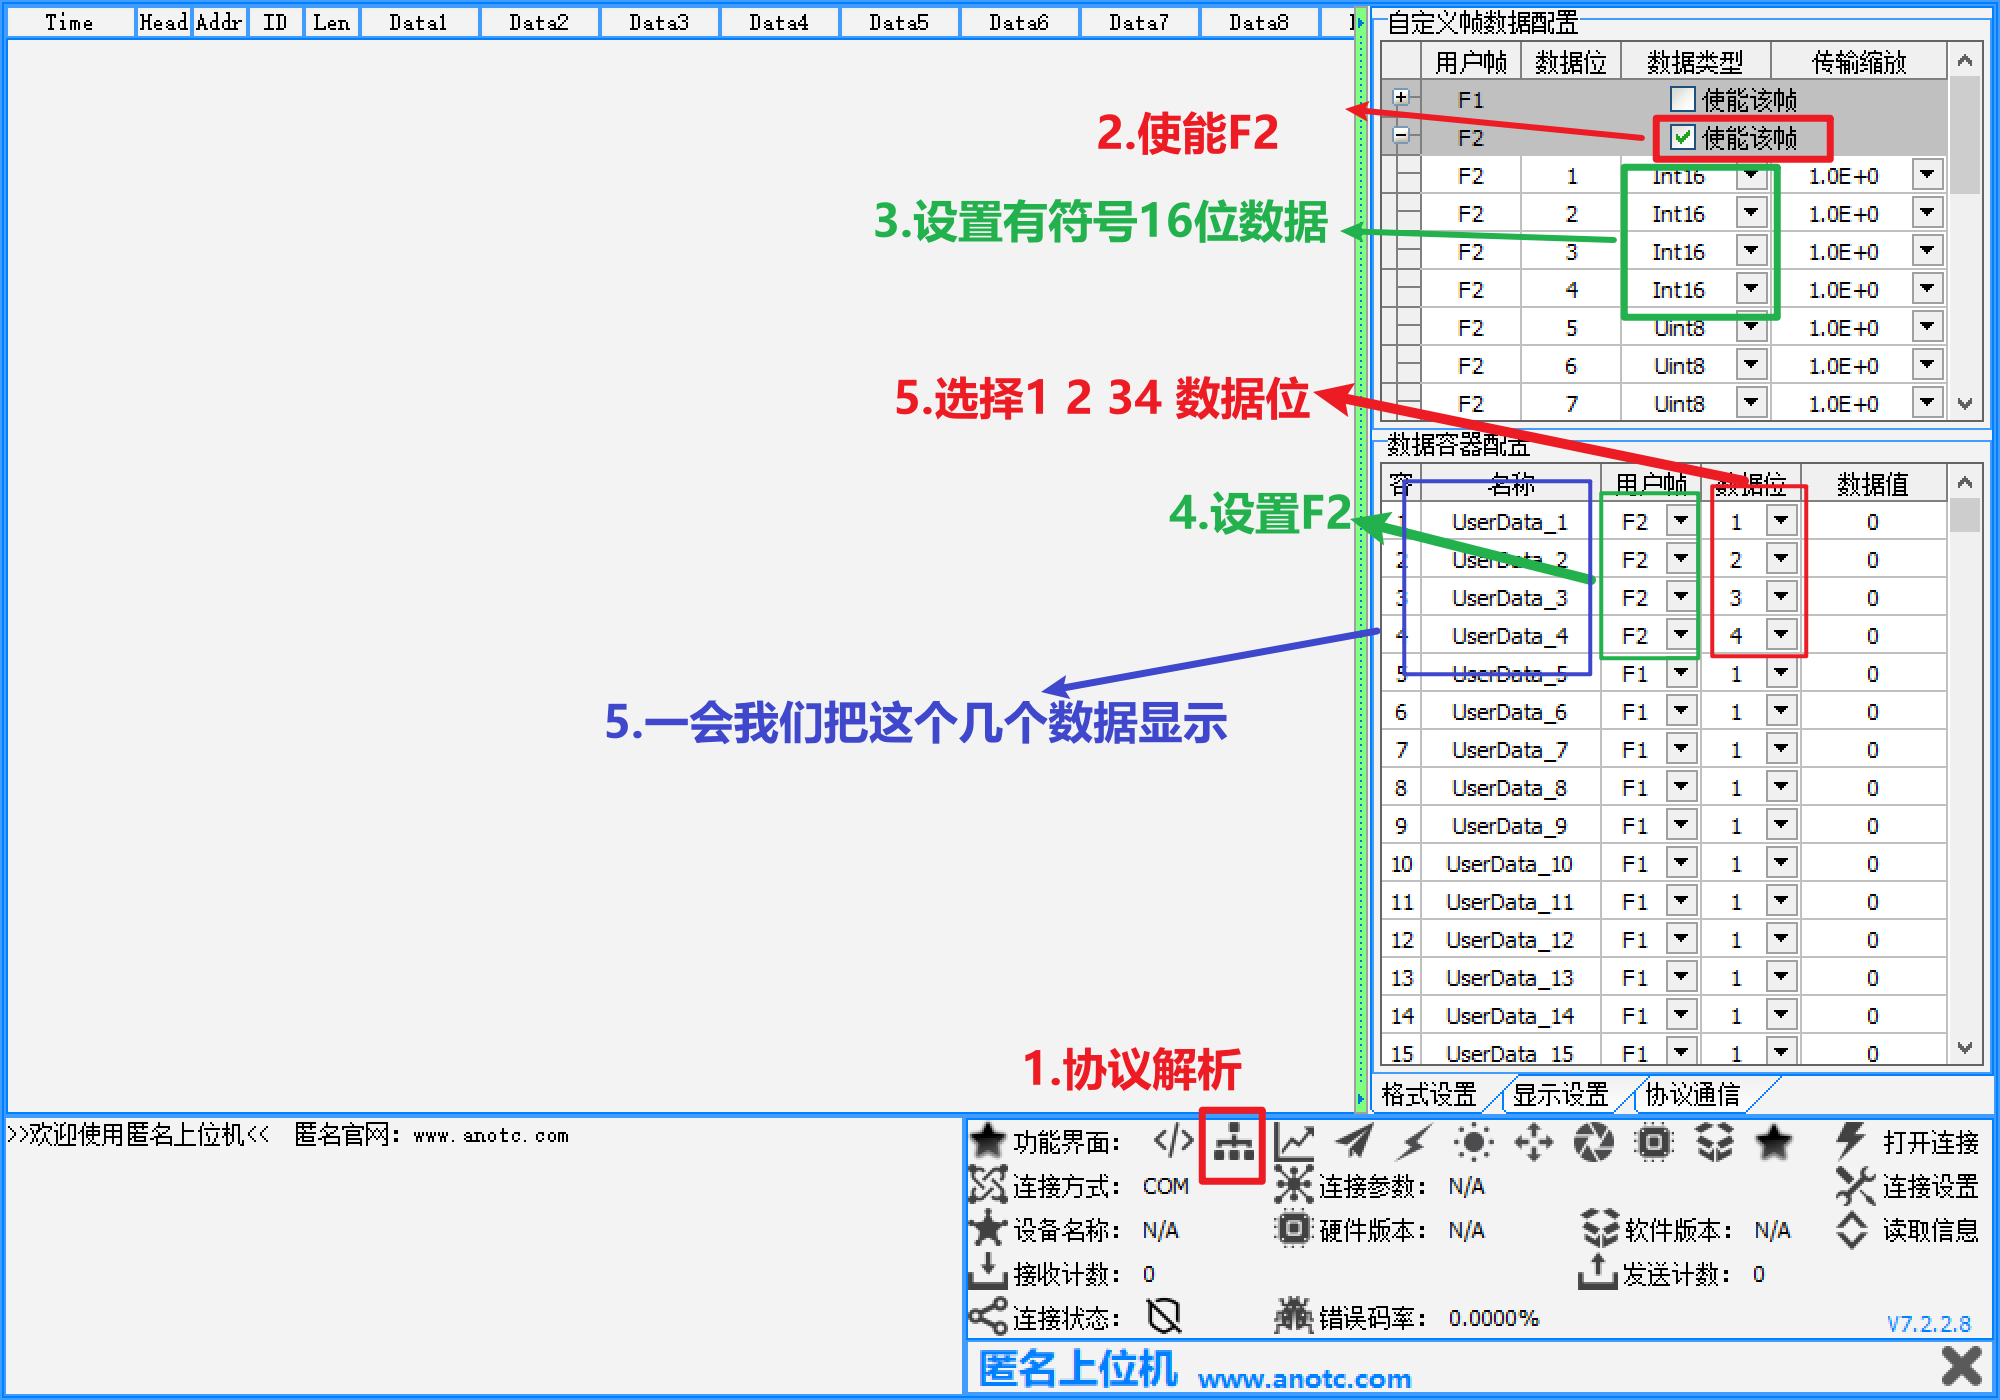 Time Head Addr ID Len Data1 Data2 Data3 Data4 Data5 Data6 Data7 Data8
自定义帧数据配置
用户帧 数据位 数据类型 传输缩放
F1 使能该帧
F2 使能该帧
F2 1 Int16 1.0E+0
F2 2 Int16 1.0E+0
F2 3 Int16 1.0E+0
F2 4 Int16 1.0E+0
F2 5 Uint8 1.0E+0
F2 6 Uint8 1.0E+0
F2 7 Uint8 1.0E+0
2.使能F2
3.设置有符号16位数据
5.选择1 2 34 数据位
4.设置F2
5.一会我们把这个几个数据显示
1.协议解析
数据容器配置
容 名称 用户帧 数据位 数据值
1 UserData_1 F2 1 0
2 UserData_2 F2 2 0
3 UserData_3 F2 3 0
4 UserData_4 F2 4 0
5 UserData_5 F1 1 0
6 UserData_6 F1 1 0
7 UserData_7 F1 1 0
8 UserData_8 F1 1 0
9 UserData_9 F1 1 0
10 UserData_10 F1 1 0
11 UserData_11 F1 1 0
12 UserData_12 F1 1 0
13 UserData_13 F1 1 0
14 UserData_14 F1 1 0
15 UserData_15 F1 1 0
格式设置 显示设置 协议通信
>>欢迎使用匿名上位机<< 匿名官网：www.anotc.com
功能界面： 打开连接
连接方式： COM 连接参数： N/A 连接设置
设备名称： N/A 硬件版本： N/A 软件版本： N/A 读取信息
接收计数： 0 发送计数： 0
连接状态： 错误码率： 0.0000%
V7.2.2.8
匿名上位机 www.anotc.com